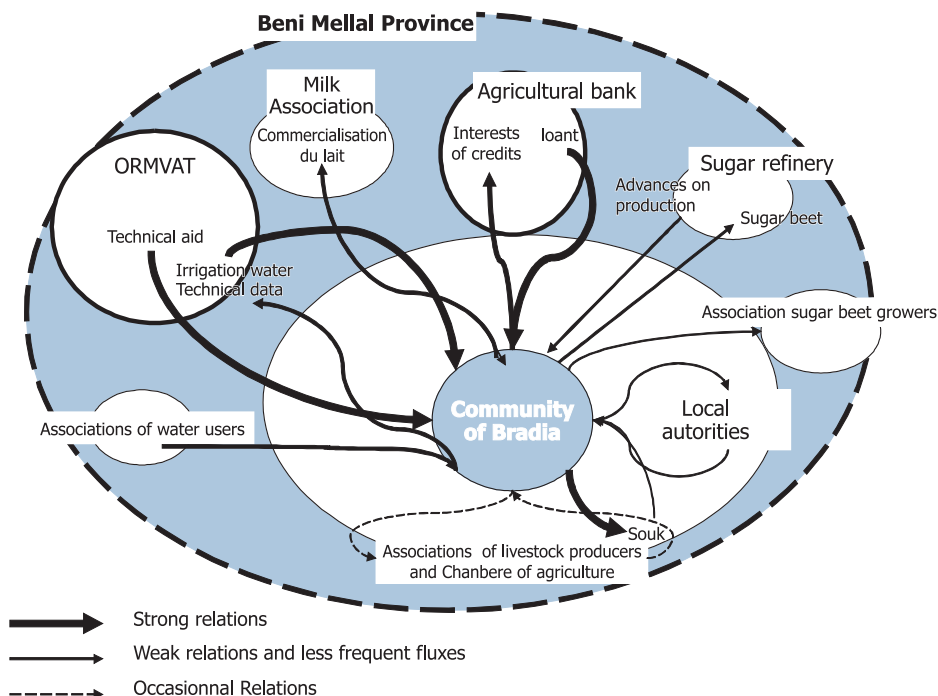 Beni Mellal Province
Milk
Association
Commercialisation
du lait
Agricultural bank
Interests
of credits
loant
ORMVAT
Technical aid
Irrigation water
Technical data
Sugar refinery
Advances on
production
Sugar beet
Association sugar beet growers
Community
of Bradia
Local
autorities
Associations of water users
Souk
Associations of livestock producers
and Chanbere of agriculture
Strong relations
Weak relations and less frequent fluxes
Occasionnal Relations